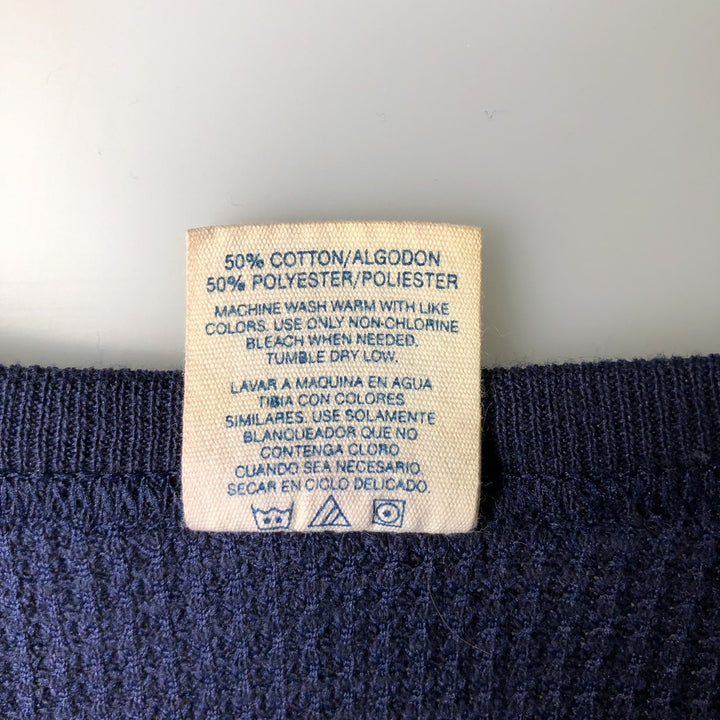 50% COTTON/ALGODON
50% POLYESTER/POLIESTER
MACHINE WASH WARM WITH LIKE
COLORS. USE ONLY NON-CHLORINE
BLEACH WHEN NEEDED.
TUMBLE DRY LOW.
LAVAR A MAQUINA EN AGUA
TIBIA CON COLORES
SIMILARES. USE SOLAMENTE
BLANQUEADOR QUE NO
CONTENGA CLORO
CUANDO SEA NECESARIO.
SECAR EN CICLO DELICADO.